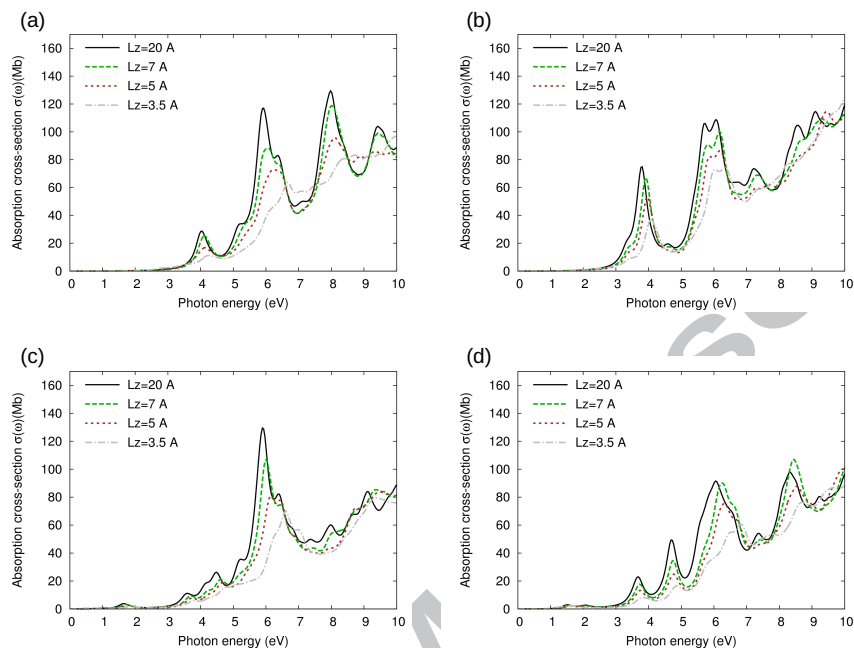 (a)
Absorption cross-section σ(ω)(Mb)
160
140
120
100
80
60
40
20
0
Lz=20 A
Lz=7 A
Lz=5 A
Lz=3.5 A
0 1 2 3 4 5 6 7 8 9 10
Photon energy (eV)
(b)
Absorption cross-section σ(ω)(Mb)
160
140
120
100
80
60
40
20
0
Lz=20 A
Lz=7 A
Lz=5 A
Lz=3.5 A
0 1 2 3 4 5 6 7 8 9 10
Photon energy (eV)
(c)
Absorption cross-section σ(ω)(Mb)
160
140
120
100
80
60
40
20
0
Lz=20 A
Lz=7 A
Lz=5 A
Lz=3.5 A
0 1 2 3 4 5 6 7 8 9 10
Photon energy (eV)
(d)
Absorption cross-section σ(ω)(Mb)
160
140
120
100
80
60
40
20
0
Lz=20 A
Lz=7 A
Lz=5 A
Lz=3.5 A
0 1 2 3 4 5 6 7 8 9 10
Photon energy (eV)